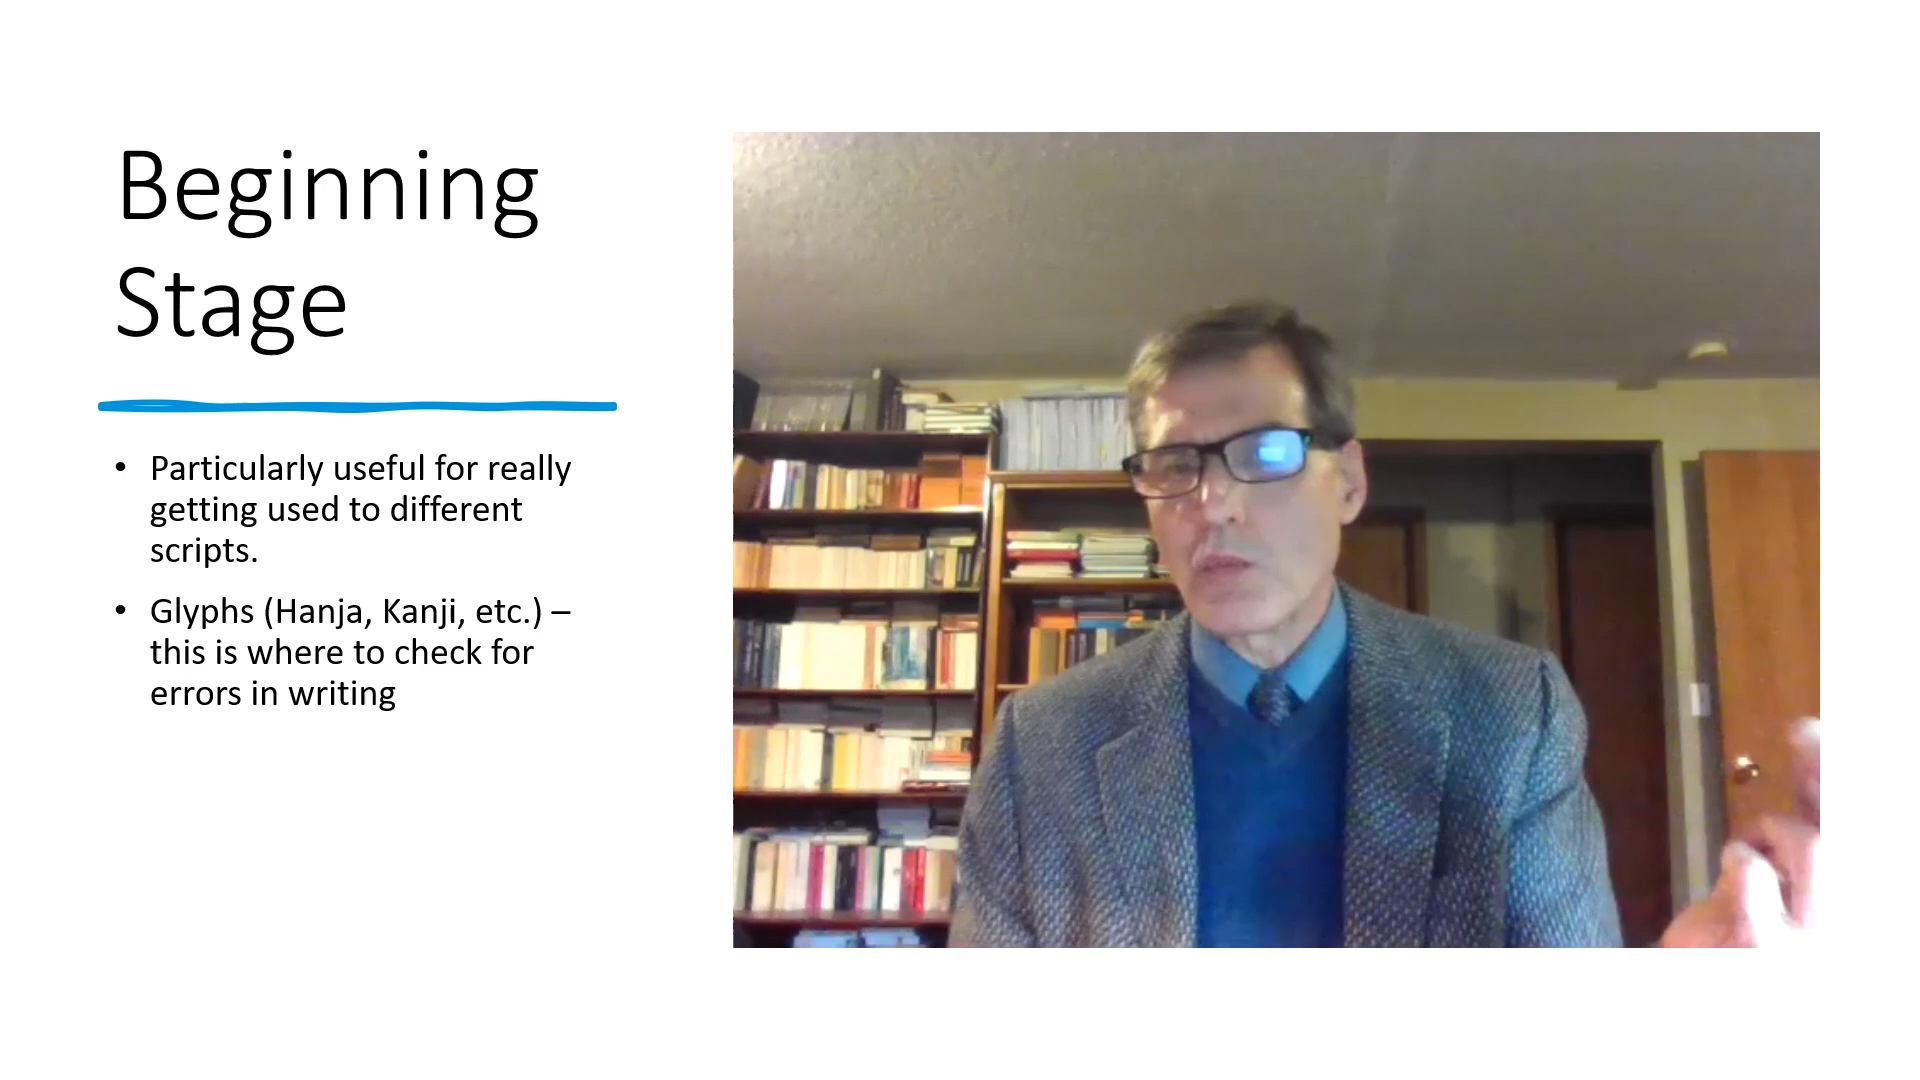 Beginning
Stage
• Particularly useful for really
getting used to different
scripts.
• Glyphs (Hanja, Kanji, etc.) –
this is where to check for
errors in writing